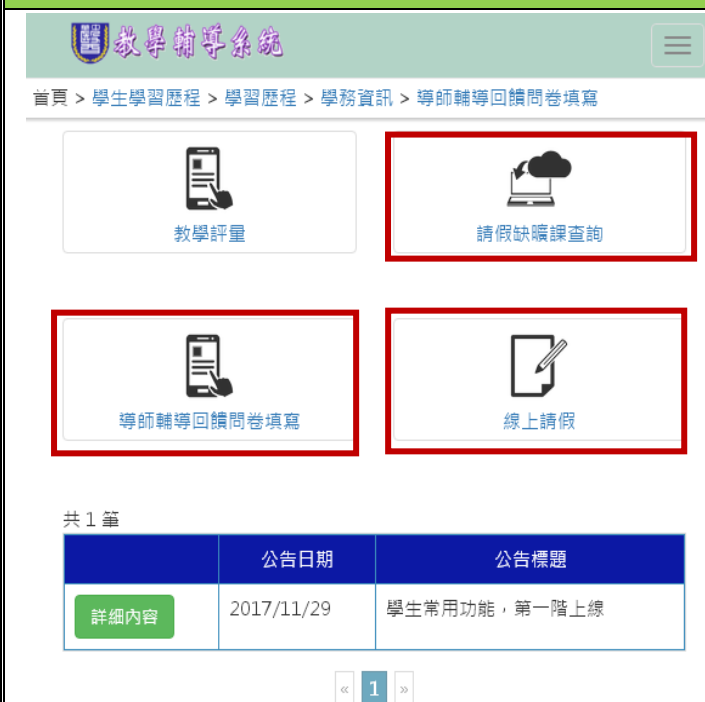 教學輔導系統
首頁 > 學生學習歷程 > 學習歷程 > 學務資訊 > 導師輔導回饋問卷填寫
教學評量
請假缺曠課查詢
導師輔導回饋問卷填寫
線上請假
共1筆
公告日期 公告標題
詳細內容 2017/11/29 學生常用功能，第一階上線
« 1 »